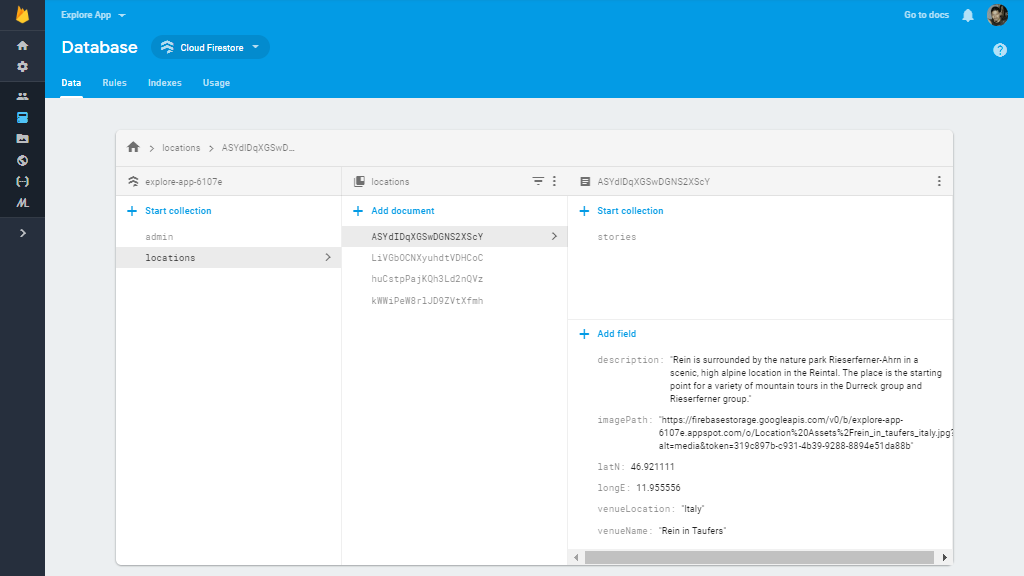 Explore App
Go to docs
Database
Cloud Firestore
Data
Rules
Indexes
Usage
locations
ASYdIDqXGSwD...
explore-app-6107e
locations
ASYdIDqXGSwDGNS2XScY
Start collection
Add document
Start collection
admin
ASYdIDqXGSwDGNS2XScY
stories
locations
LiVGbOCNXyuhdtVDHCoC
huCstpPajKQh3Ld2nQVz
kWWiPeW8rlJD9ZVtXfmh
Add field
description: "Rein is surrounded by the nature park Rieserferner-Ahrn in a
scenic, high alpine location in the Reintal. The place is the starting
point for a variety of mountain tours in the Durreck group and
Rieserferner group."
imagePath: "https://firebasestorage.googleapis.com/v0/b/explore-app-
6107e.appspot.com/o/Location%20Assets%2Frein_in_taufers_italy.jpg?
alt=media&token=319c897b-c931-4b39-9288-8894e51da88b"
latN: 46.921111
longE: 11.955556
venueLocation: "Italy"
venueName: "Rein in Taufers"